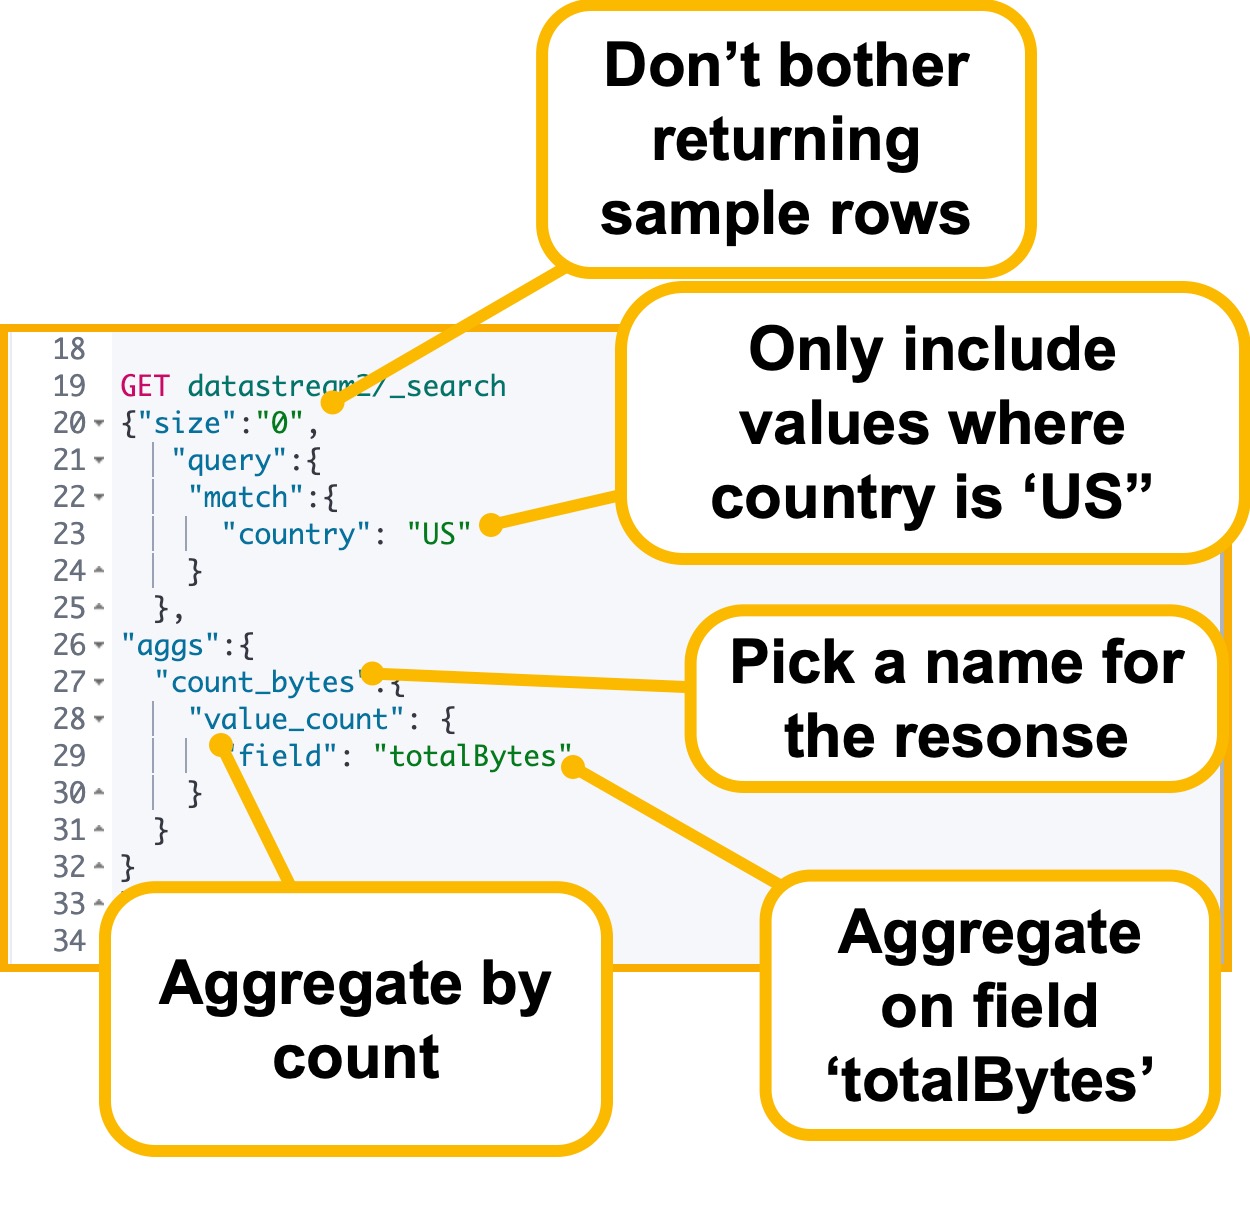 Don’t bother
returning
sample rows
Only include
values where
country is ‘US”
Pick a name for
the resonse
Aggregate
on field
‘totalBytes’
Aggregate by
count
18
19 GET datastream2/_search
20 {"size":"0",
21 "query":{
22 "match":{
23 "country": "US"
24 }
25 },
26 "aggs":{
27 "count_bytes":{
28 "value_count": {
29 "field": "totalBytes"
30 }
31 }
32 }
33
34